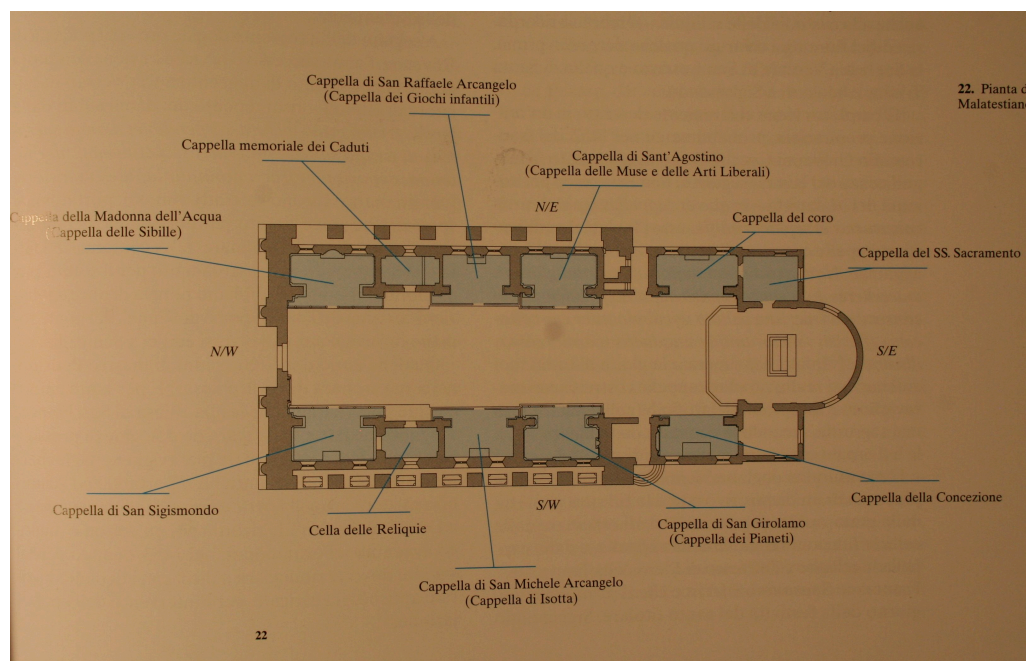 Cappella di San Raffaele Arcangelo
(Cappella dei Giochi infantili)
22. Pianta
Malatestian
Cappella memoriale dei Caduti
Cappella di Sant'Agostino
(Cappella delle Muse e delle Arti Liberali)
N/E
Cappella della Madonna dell'Acqua
(Cappella delle Sibille)
Cappella del coro
Cappella del SS. Sacramento
N/W
S/E
Cappella di San Sigismondo
Cella delle Reliquie
S/W
Cappella di San Girolamo
(Cappella dei Pianeti)
Cappella della Concezione
Cappella di San Michele Arcangelo
(Cappella di Isotta)
22